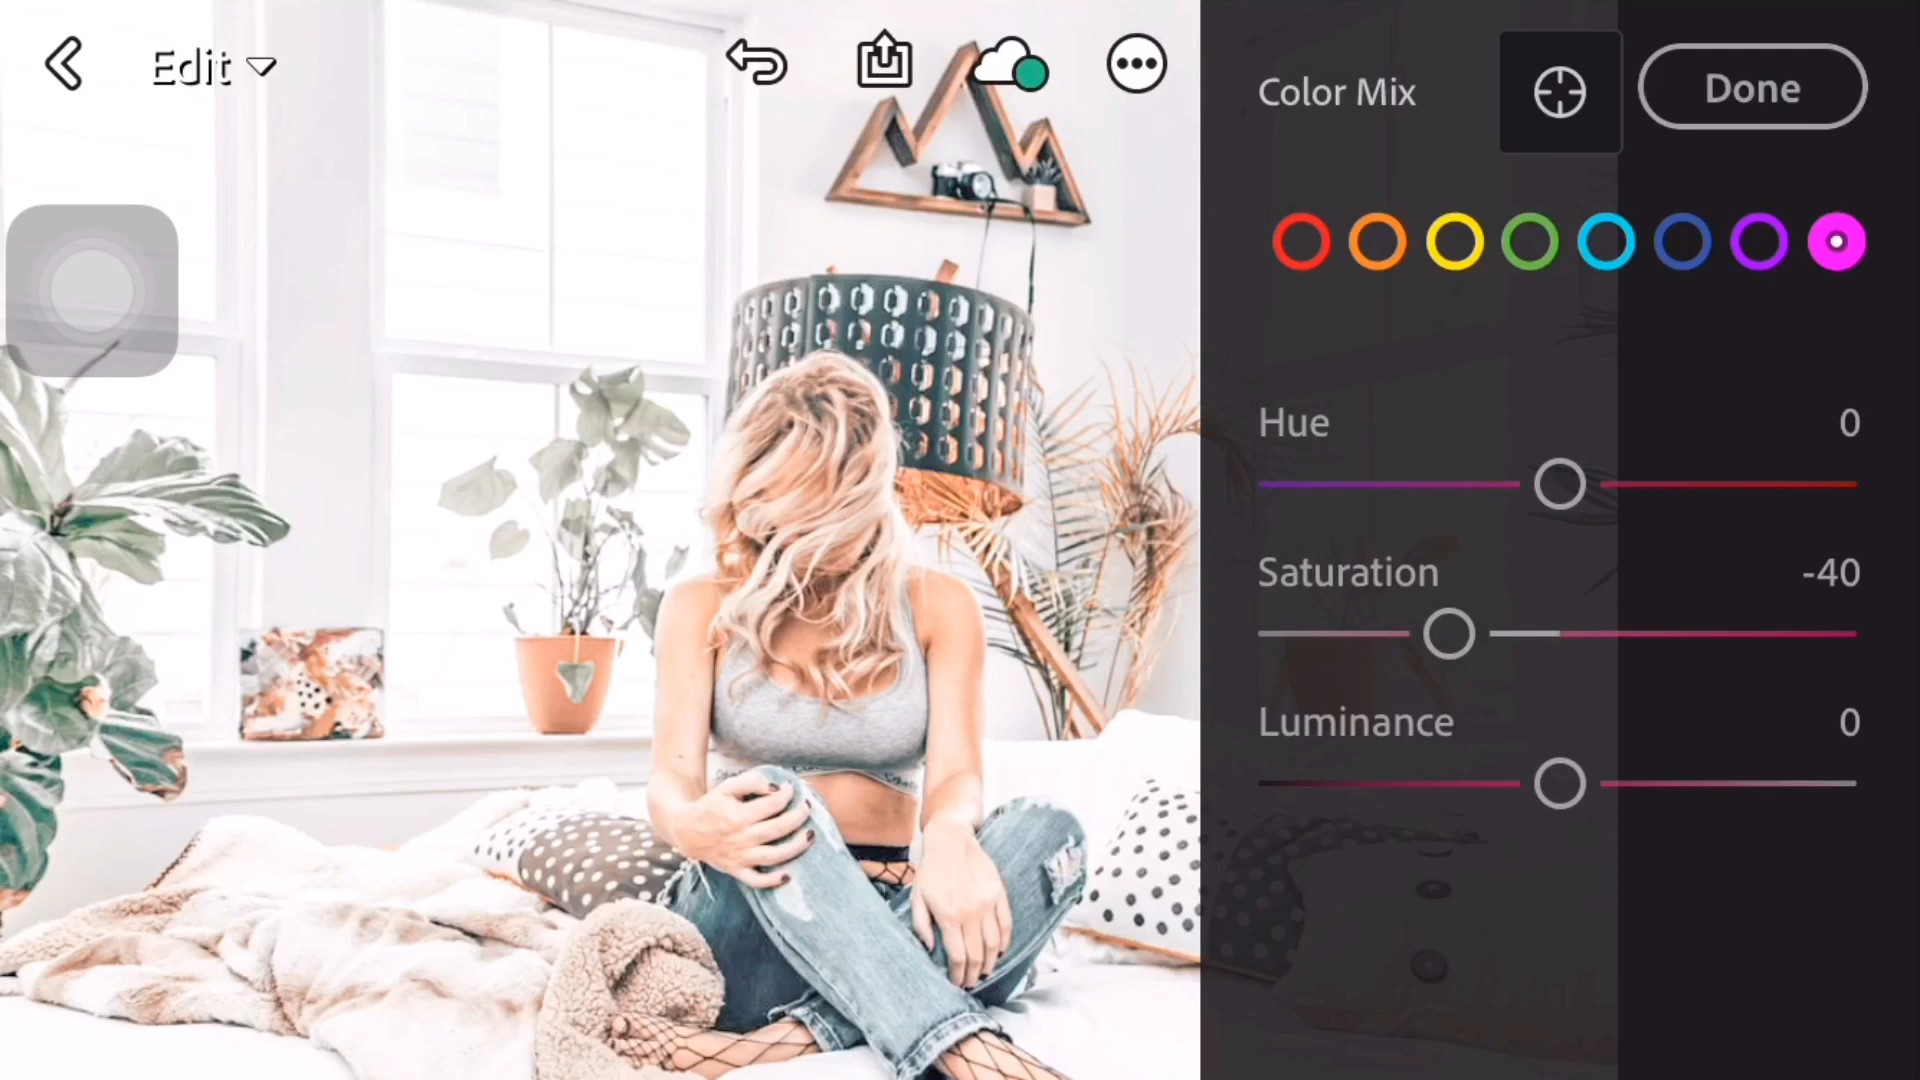 Edit
Color Mix
Done
Hue 0
Saturation -40
Luminance 0